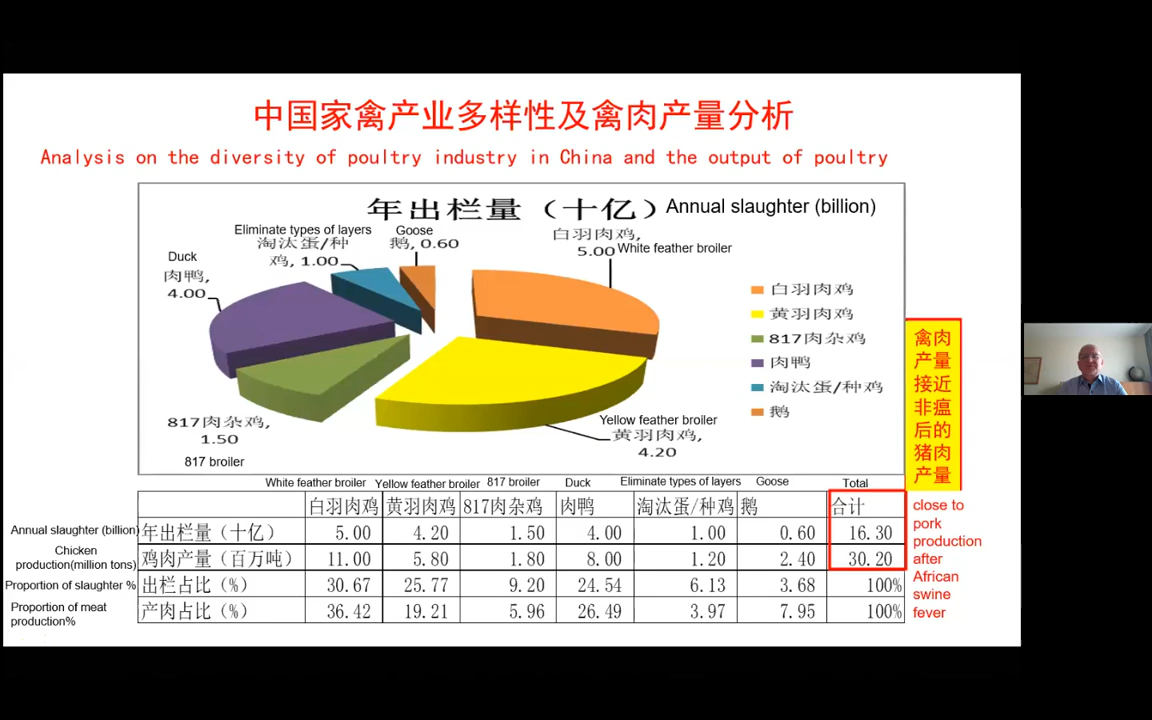 中国家禽产业多样性及禽肉产量分析
Analysis on the diversity of poultry industry in China and the output of poultry
年出栏量（十亿）Annual slaughter (billion)
Eliminate types of layers
淘汰蛋/种
鸡, 1.00
Goose
鹅, 0.60
白羽肉鸡,
5.00 White feather broiler
Duck
肉鸭,
4.00
817肉杂鸡,
1.50
817 broiler
Yellow feather broiler
黄羽肉鸡,
4.20
白羽肉鸡
黄羽肉鸡
817肉杂鸡
肉鸭
淘汰蛋/种鸡
鹅
禽肉
产量
接近
非瘟
后的
猪肉
产量
close to
pork
production
after
African
swine
fever
White feather broiler Yellow feather broiler 817 broiler Duck Eliminate types of layers Goose Total
白羽肉鸡 黄羽肉鸡 817肉杂鸡 肉鸭 淘汰蛋/种鸡 鹅 合计
Annual slaughter (billion) 年出栏量（十亿） 5.00 4.20 1.50 4.00 1.00 0.60 16.30
Chicken
production(million tons) 鸡肉产量（百万吨） 11.00 5.80 1.80 8.00 1.20 2.40 30.20
Proportion of slaughter % 出栏占比（%） 30.67 25.77 9.20 24.54 6.13 3.68 100%
Proportion of meat
production% 产肉占比（%） 36.42 19.21 5.96 26.49 3.97 7.95 100%